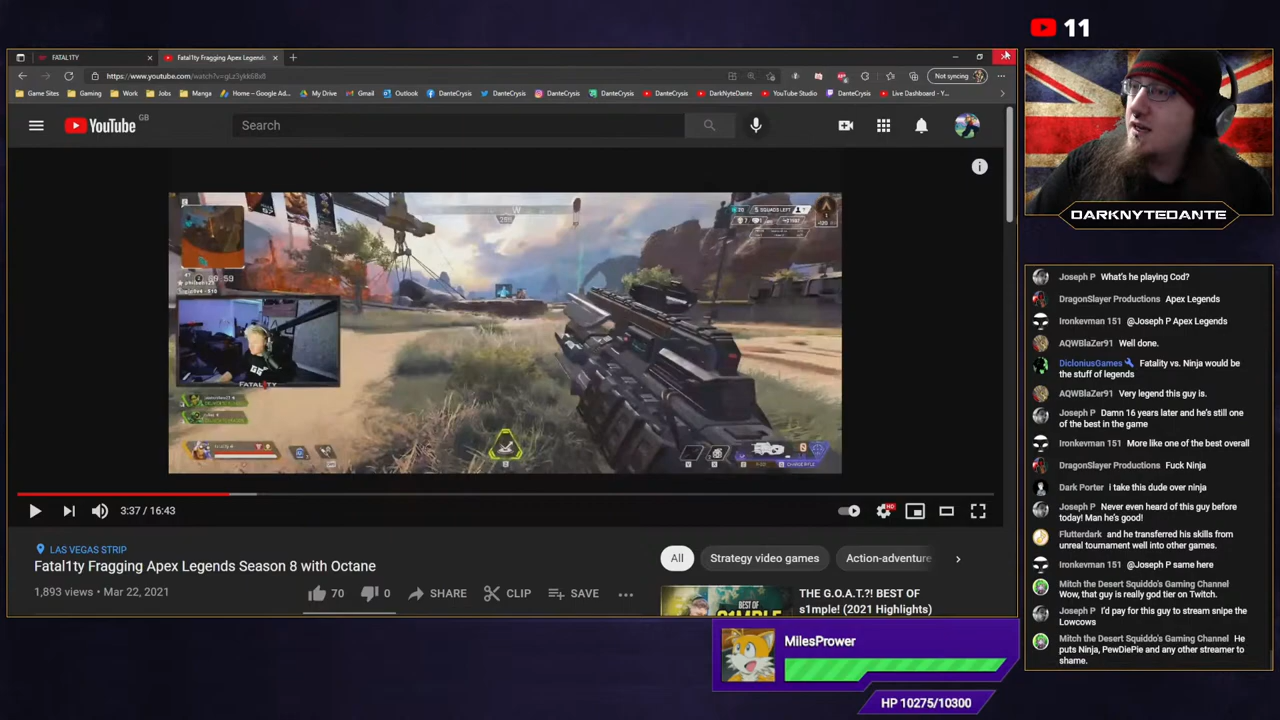 11
FATAL1TY
Fatal1ty Fragging Apex Legends
https://www.youtube.com/watch?v=gLz3ykk68x8
Not syncing
Game Sites
Gaming
Work
Jobs
Manga
Home – Google Ad...
My Drive
Gmail
Outlook
DanteCrysis
DanteCrysis
DanteCrysis
DanteCrysis
DanteCrysis
DarkNyteDante
YouTube Studio
DanteCrysis
Live Dashboard - Y...
YouTube
GB
Search
W
288
5 SQUADS LEFT
FATAL1TY
CHARGE RIFLE
3:37 / 16:43
HD
LAS VEGAS STRIP
Fatal1ty Fragging Apex Legends Season 8 with Octane
1,893 views • Mar 22, 2021
70
0
SHARE
CLIP
SAVE
All
Strategy video games
Action-adventure
BEST OF
THE G.O.A.T.?! BEST OF
s1mple! (2021 Highlights)
DARKNYTEDANTE
Joseph P What's he playing Cod?
DragonSlayer Productions Apex Legends
Ironkevman 151 @Joseph P Apex Legends
AQWBlaZer91 Well done.
DicloniusGames Fatality vs. Ninja would be
the stuff of legends
AQWBlaZer91 Very legend this guy is.
Joseph P Damn 16 years later and he's still one
of the best in the game
Ironkevman 151 More like one of the best overall
DragonSlayer Productions Fuck Ninja
Dark Porter i take this dude over ninja
Joseph P Never even heard of this guy before
today! Man he's good!
Flutterdark and he transferred his skills from
unreal tournament well into other games.
Ironkevman 151 @Joseph P same here
Mitch the Desert Squiddo's Gaming Channel
Wow, that guy is really god tier on Twitch.
Joseph P I'd pay for this guy to stream snipe the
Lowcows
Mitch the Desert Squiddo's Gaming Channel He
puts Ninja, PewDiePie and any other streamer to
shame.
MilesPrower
HP 10275/10300